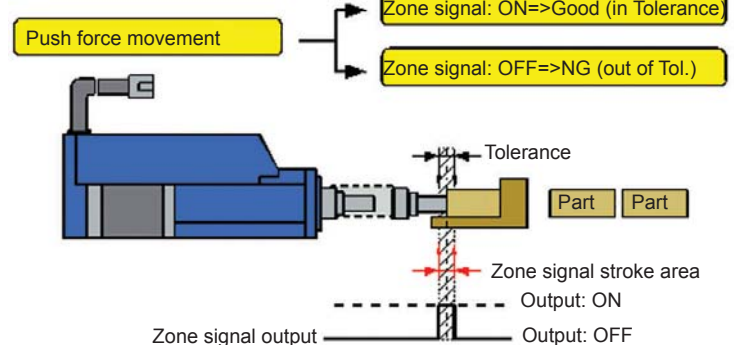 Zone signal: ON=>Good (in Tolerance)
Push force movement
Zone signal: OFF=>NG (out of Tol.)
Tolerance
Part Part
Zone signal stroke area
Output: ON
Zone signal output Output: OFF